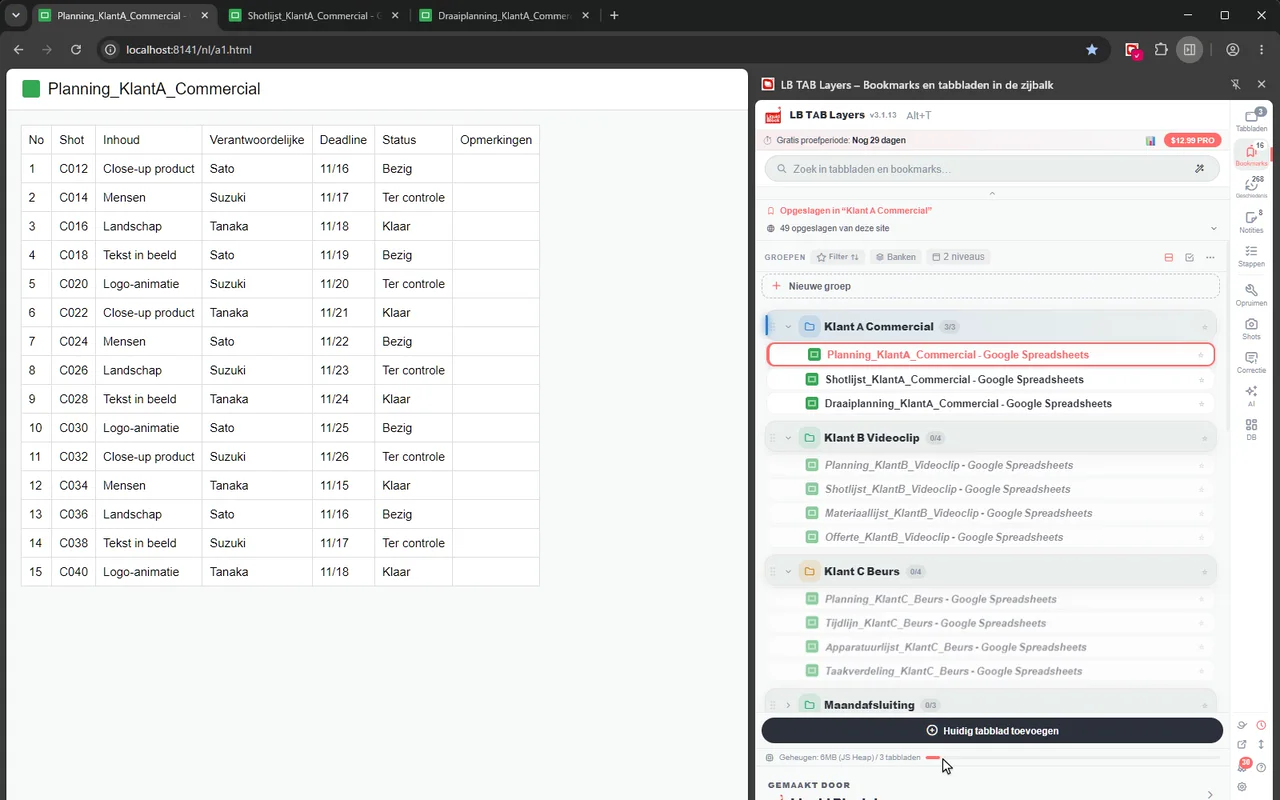 Planning_KlantA_Commercial -
Shotlijst_KlantA_Commercial - G
Draaiplanning_KlantA_Commer
localhost:8141/nl/a1.html
Planning_KlantA_Commercial
No Shot Inhoud Verantwoordelijke Deadline Status Opmerkingen
1 C012 Close-up product Sato 11/16 Bezig
2 C014 Mensen Suzuki 11/17 Ter controle
3 C016 Landschap Tanaka 11/18 Klaar
4 C018 Tekst in beeld Sato 11/19 Bezig
5 C020 Logo-animatie Suzuki 11/20 Ter controle
6 C022 Close-up product Tanaka 11/21 Klaar
7 C024 Mensen Sato 11/22 Bezig
8 C026 Landschap Suzuki 11/23 Ter controle
9 C028 Tekst in beeld Tanaka 11/24 Klaar
10 C030 Logo-animatie Sato 11/25 Bezig
11 C032 Close-up product Suzuki 11/26 Ter controle
12 C034 Mensen Tanaka 11/15 Klaar
13 C036 Landschap Sato 11/16 Bezig
14 C038 Tekst in beeld Suzuki 11/17 Ter controle
15 C040 Logo-animatie Tanaka 11/18 Klaar
LB TAB Layers – Bookmarks en tabbladen in de zijbalk
LB TAB Layers v3.1.13 Alt+T
Gratis proefperiode: Nog 29 dagen
$12.99 PRO
Zoek in tabbladen en bookmarks…
Opgeslagen in “Klant A Commercial”
49 opgeslagen van deze site
GROEPEN Filter Banken 2 niveaus
Nieuwe groep
Klant A Commercial 3/3
Planning_KlantA_Commercial - Google Spreadsheets
Shotlijst_KlantA_Commercial - Google Spreadsheets
Draaiplanning_KlantA_Commercial - Google Spreadsheets
Klant B Videoclip 0/4
Planning_KlantB_Videoclip - Google Spreadsheets
Shotlijst_KlantB_Videoclip - Google Spreadsheets
Materiaallijst_KlantB_Videoclip - Google Spreadsheets
Offerte_KlantB_Videoclip - Google Spreadsheets
Klant C Beurs 0/4
Planning_KlantC_Beurs - Google Spreadsheets
Tijdlijn_KlantC_Beurs - Google Spreadsheets
Apparatuurlijst_KlantC_Beurs - Google Spreadsheets
Taakverdeling_KlantC_Beurs - Google Spreadsheets
Maandafsluiting 0/3
Huidig tabblad toevoegen
Geheugen: 6MB (JS Heap) / 3 tabbladen
GEMAAKT DOOR
3
Tabbladen
16
Bookmarks
268
Geschiedenis
8
Notities
Stappen
Opruimen
Shots
Correctie
AI
DB